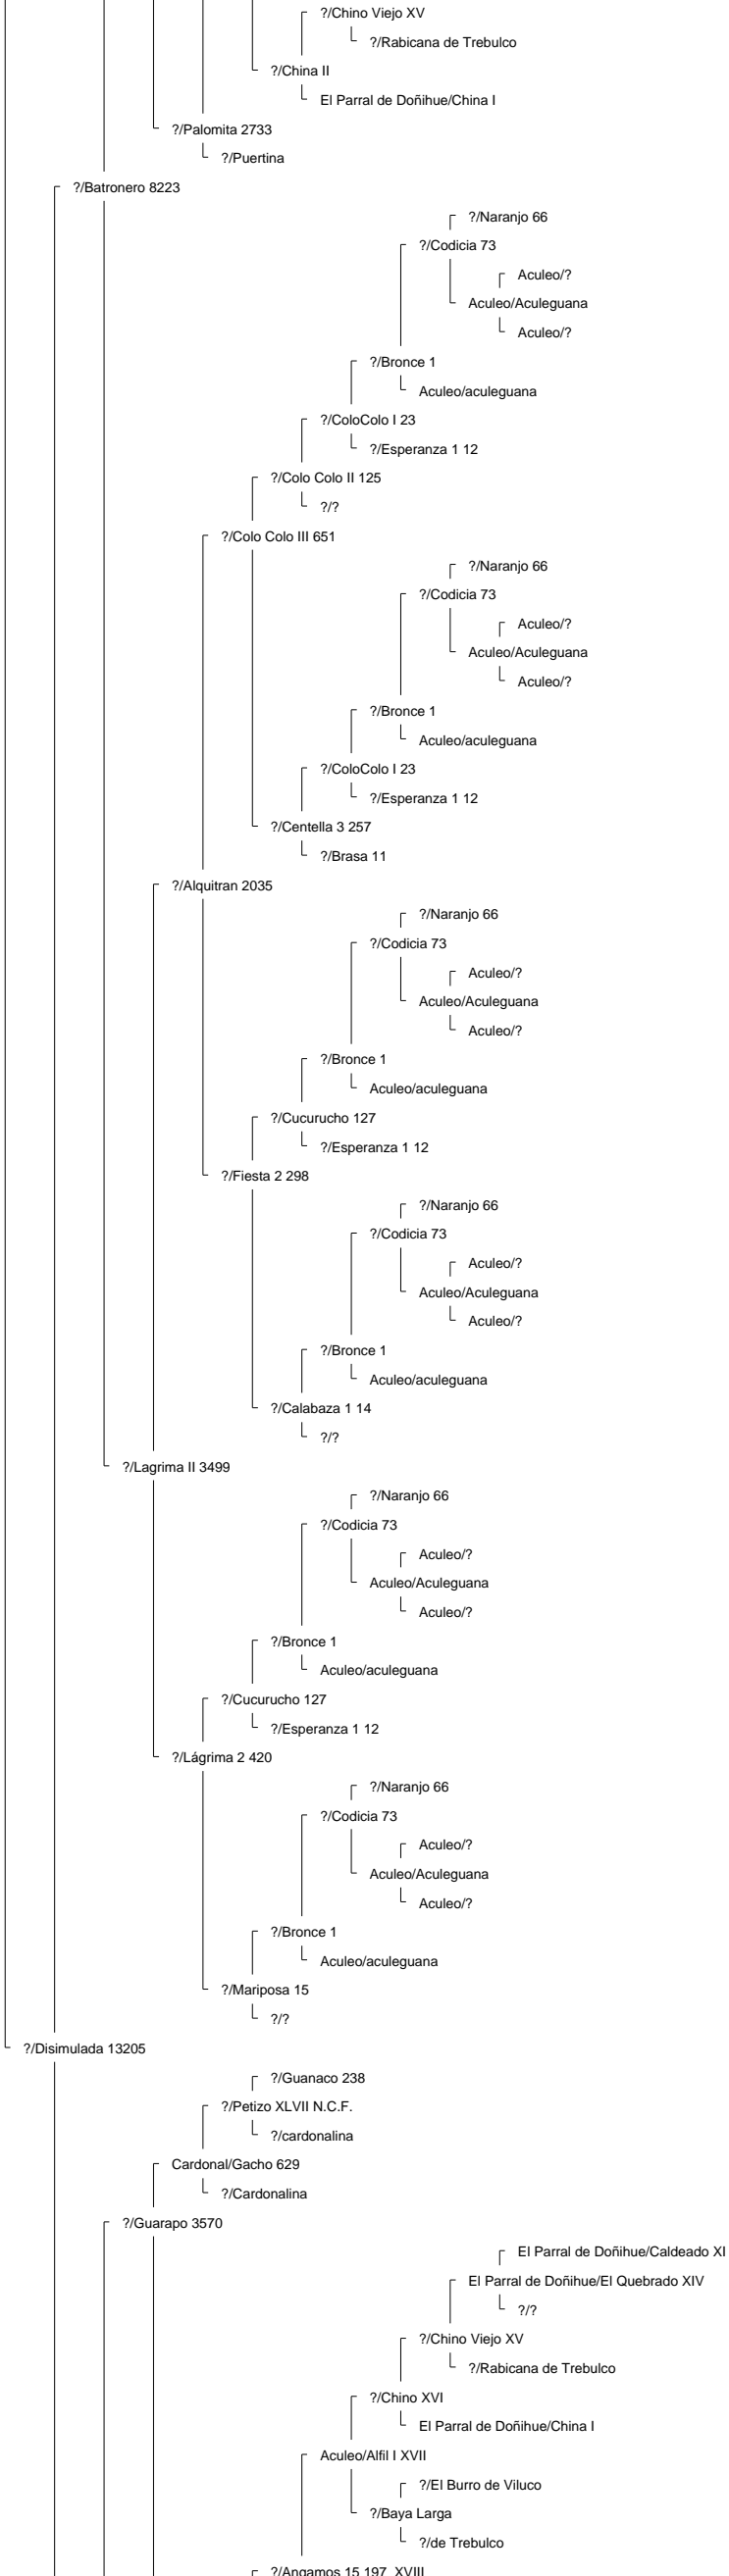 ?/Chino Viejo XV
?/Rabicana de Trebulco
?/China II
El Parral de Doñihue/China I
?/Palomita 2733
?/Puertina
?/Batronero 8223
?/Naranjo 66
?/Codicia 73
Aculeo/?
Aculeo/Aculeguana
Aculeo/?
?/Bronce 1
Aculeo/aculeguana
?/ColoColo I 23
?/Esperanza 1 12
?/Colo Colo II 125
?/?
?/Colo Colo III 651
?/Naranjo 66
?/Codicia 73
Aculeo/?
Aculeo/Aculeguana
Aculeo/?
?/Bronce 1
Aculeo/aculeguana
?/ColoColo I 23
?/Esperanza 1 12
?/Centella 3 257
?/Brasa 11
?/Alquitran 2035
?/Naranjo 66
?/Codicia 73
Aculeo/?
Aculeo/Aculeguana
Aculeo/?
?/Bronce 1
Aculeo/aculeguana
?/Cucurucho 127
?/Esperanza 1 12
?/Fiesta 2 298
?/Naranjo 66
?/Codicia 73
Aculeo/?
Aculeo/Aculeguana
Aculeo/?
?/Bronce 1
Aculeo/aculeguana
?/Calabaza 1 14
?/?
?/Lagrima II 3499
?/Naranjo 66
?/Codicia 73
Aculeo/?
Aculeo/Aculeguana
Aculeo/?
?/Bronce 1
Aculeo/aculeguana
?/Cucurucho 127
?/Esperanza 1 12
?/Lágrima 2 420
?/Naranjo 66
?/Codicia 73
Aculeo/?
Aculeo/Aculeguana
Aculeo/?
?/Bronce 1
Aculeo/aculeguana
?/Mariposa 15
?/?
?/Disimulada 13205
?/Guanaco 238
?/Petizo XLVII N.C.F.
?/cardonalina
Cardonal/Gacho 629
?/Cardonalina
?/Guarapo 3570
El Parral de Doñihue/Caldeado XI
El Parral de Doñihue/El Quebrado XIV
?/?
?/Chino Viejo XV
?/Rabicana de Trebulco
?/Chino XVI
El Parral de Doñihue/China I
Aculeo/Alfil I XVII
?/El Burro de Viluco
?/Baya Larga
?/de Trebulco
?/Angamos 15 197 XVIII